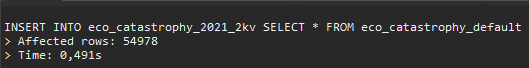 INSERT INTO eco_catastrophy_2021_2kv SELECT * FROM eco_catastrophy_default
> Affected rows: 54978
> Time: 0,491s